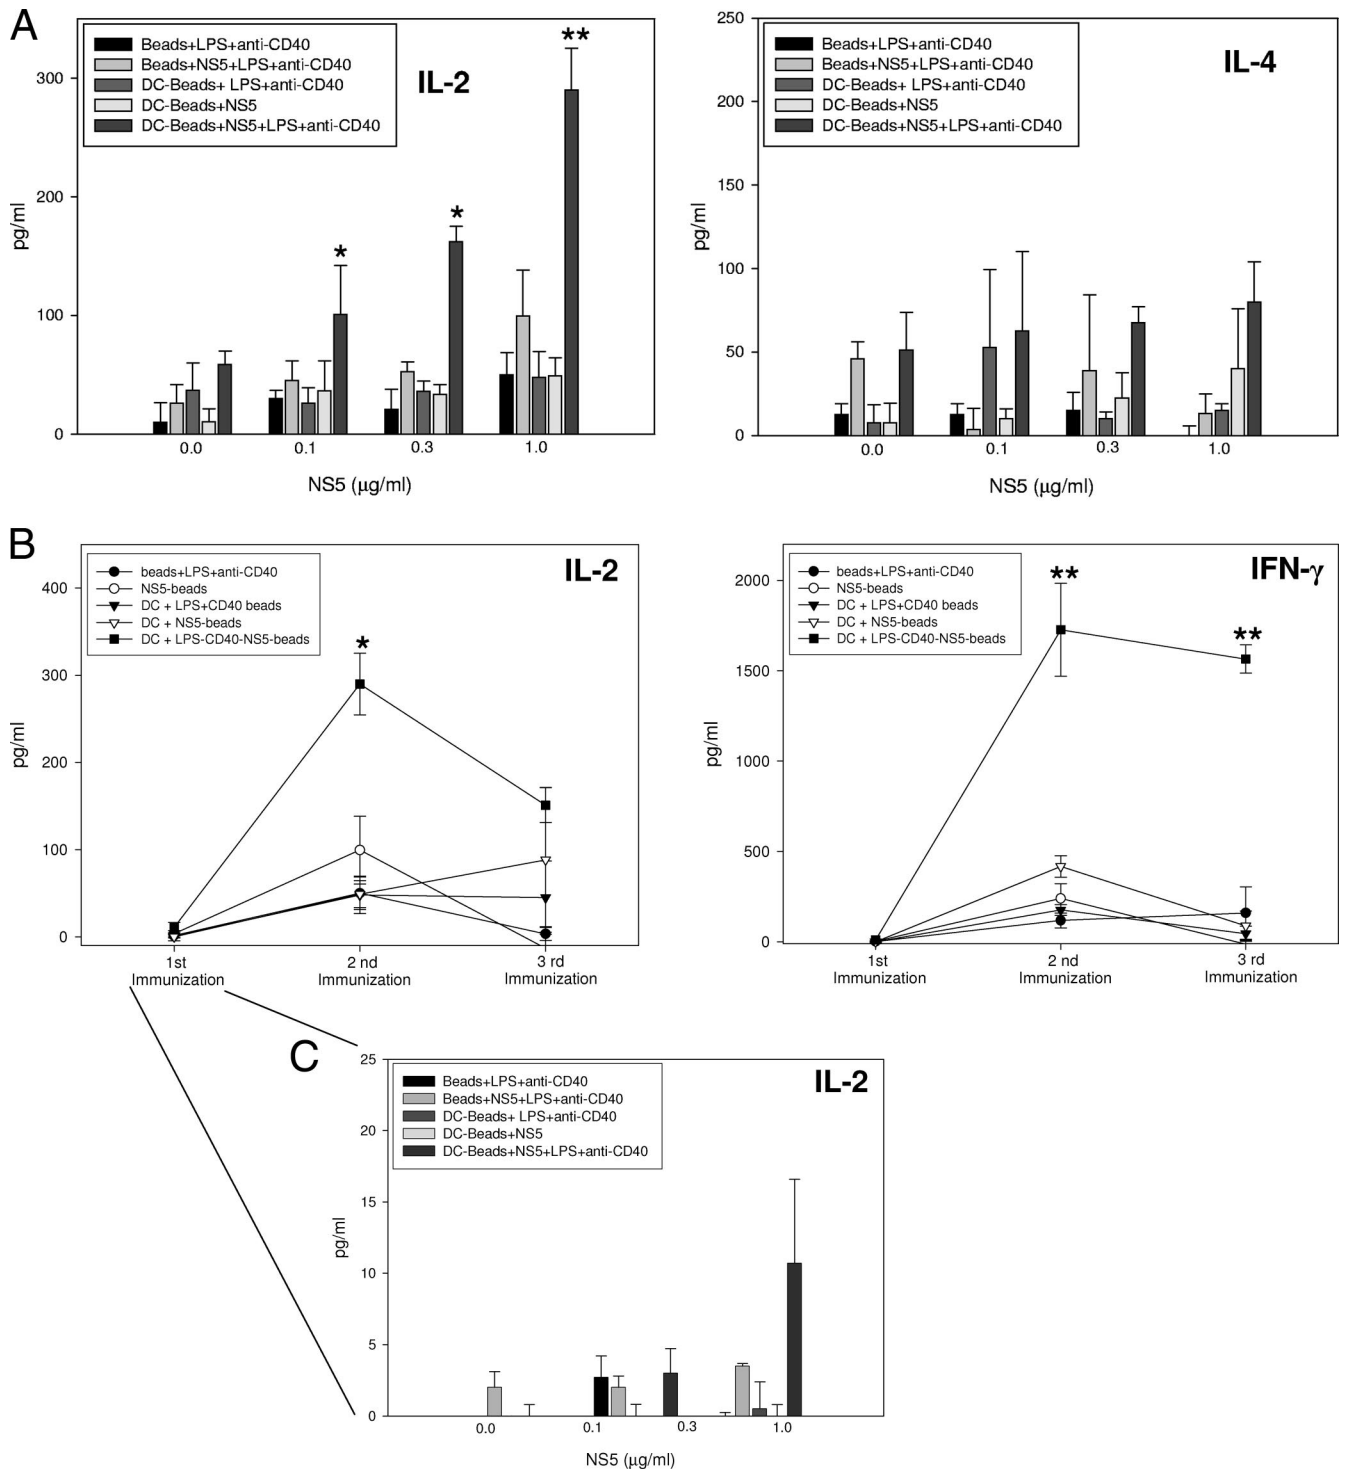 A
Beads+LPS+anti-CD40
Beads+NS5+LPS+anti-CD40
DC-Beads+ LPS+anti-CD40
DC-Beads+NS5
DC-Beads+NS5+LPS+anti-CD40
IL-2
**
*
*
300
200
100
0
pg/ml
0.0
0.1
0.3
1.0
NS5 (μg/ml)
Beads+LPS+anti-CD40
Beads+NS5+LPS+anti-CD40
DC-Beads+ LPS+anti-CD40
DC-Beads+NS5
DC-Beads+NS5+LPS+anti-CD40
IL-4
250
200
150
100
50
0
pg/ml
0.0
0.1
0.3
1.0
NS5 (μg/ml)
B
beads+LPS+anti-CD40
NS5-beads
DC + LPS+CD40 beads
DC + NS5-beads
DC + LPS-CD40-NS5-beads
IL-2
*
400
300
200
100
0
pg/ml
1st
Immunization
2 nd
Immunization
3 rd
Immunization
beads+LPS+anti-CD40
NS5-beads
DC + LPS+CD40 beads
DC + NS5-beads
DC + LPS-CD40-NS5-beads
IFN-γ
**
**
2000
1500
1000
500
0
pg/ml
1st
Immunization
2 nd
Immunization
3 rd
Immunization
C
Beads+LPS+anti-CD40
Beads+NS5+LPS+anti-CD40
DC-Beads+ LPS+anti-CD40
DC-Beads+NS5
DC-Beads+NS5+LPS+anti-CD40
IL-2
25
20
15
10
5
0
pg/ml
0.0
0.1
0.3
1.0
NS5 (μg/ml)